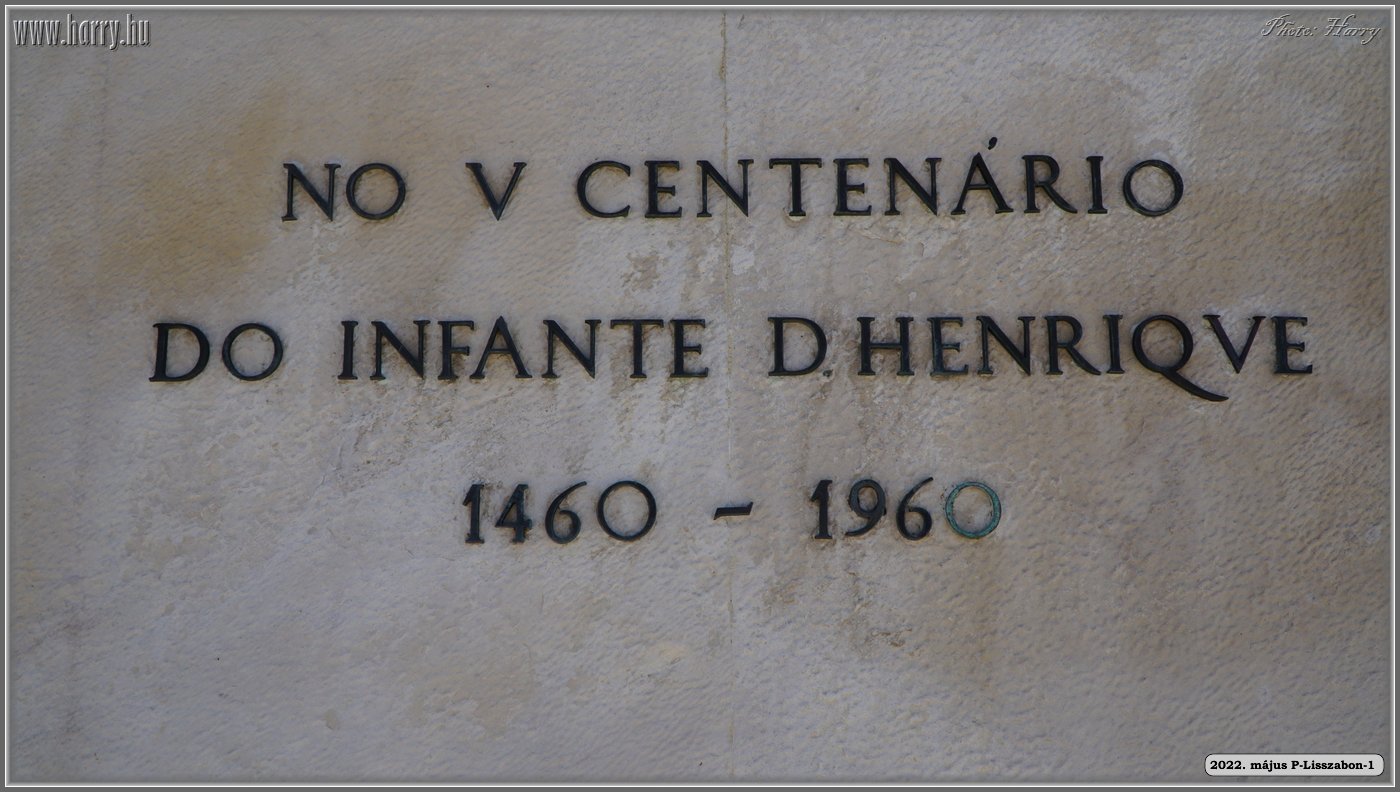 www.harry.hu
Photo: Harry
NO V CENTENÁRIO
DO INFANTE D.HENRIQVE
1460 - 1960
2022. május P-Lisszabon-1